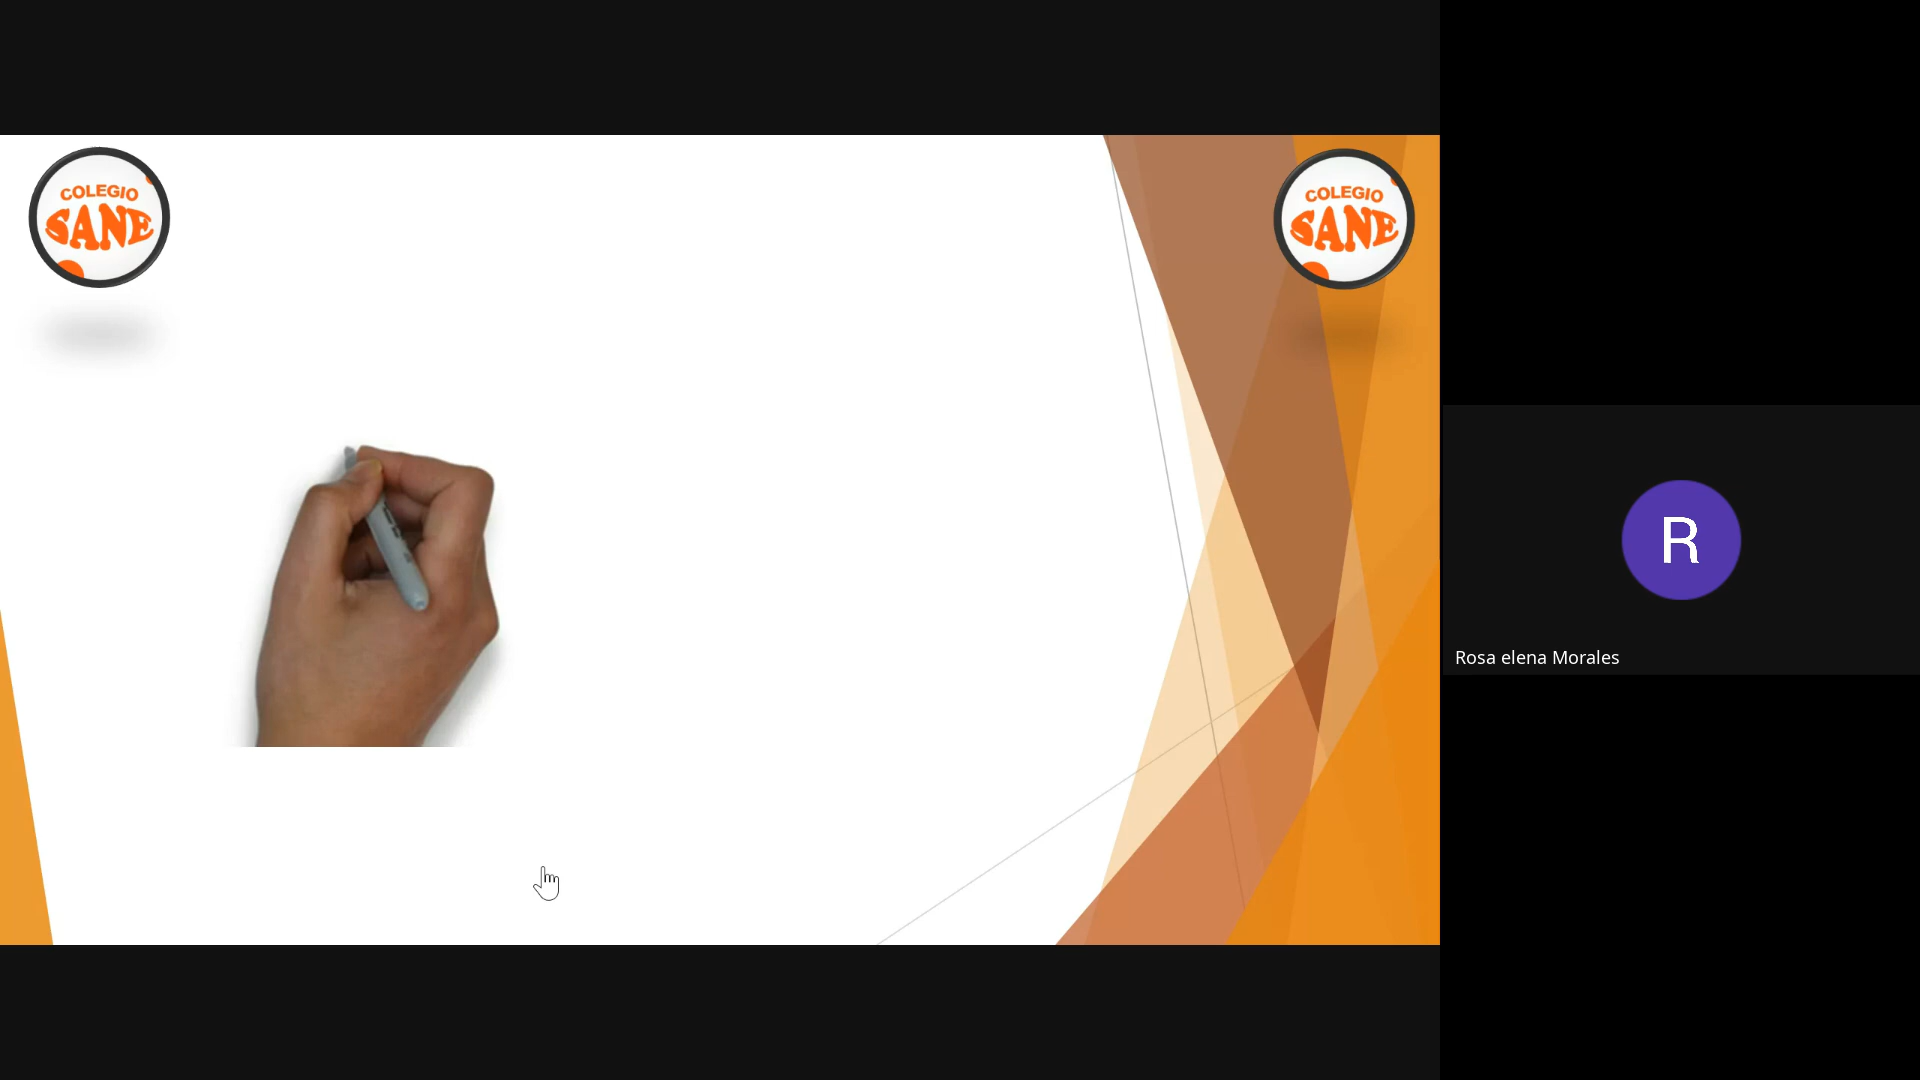 COLEGIO
SANE
COLEGIO
SANE
R
Rosa elena Morales